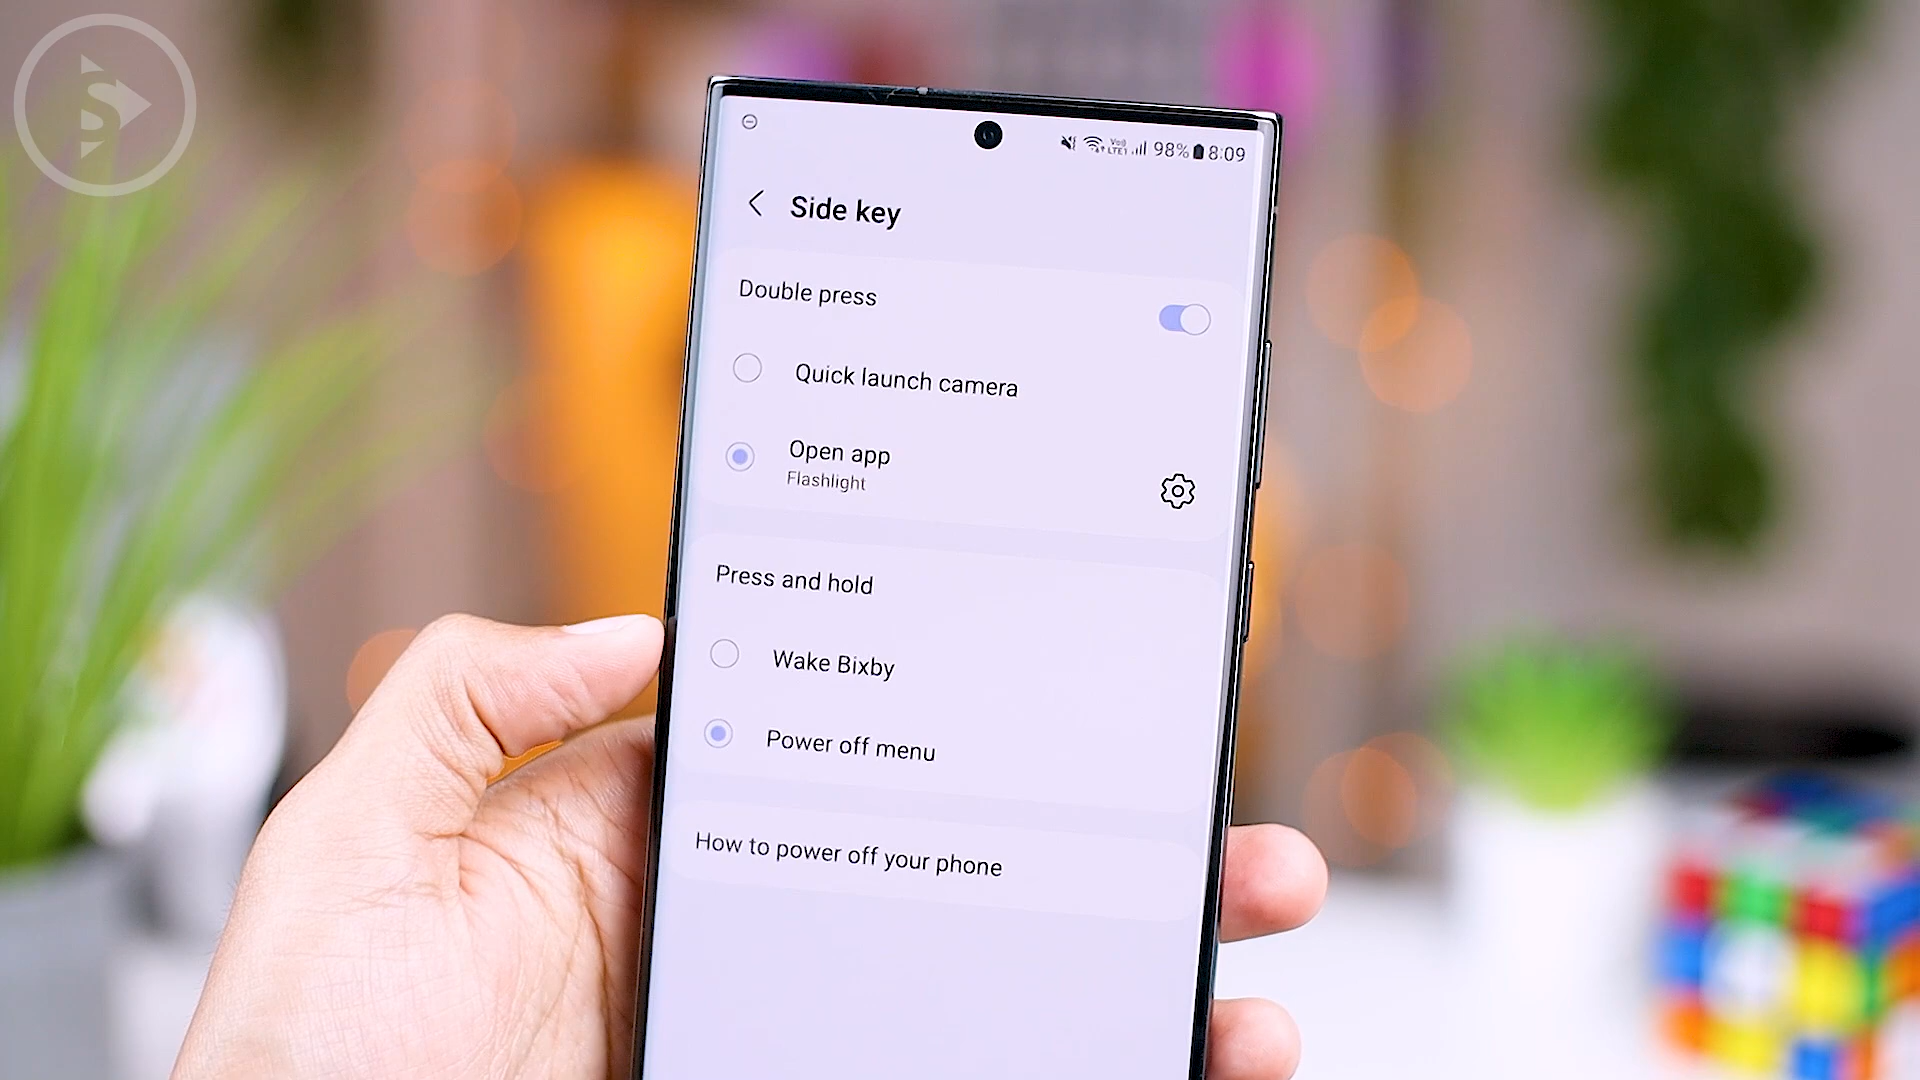 S
98% 8:09
Side key
Double press
Quick launch camera
Open app
Flashlight
Press and hold
Wake Bixby
Power off menu
How to power off your phone